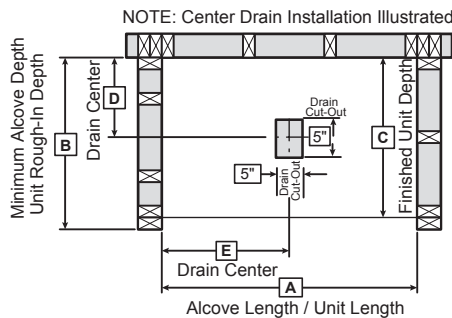 NOTE: Center Drain Installation Illustrated
Minimum Alcove Depth
Unit Rough-In Depth
B
Drain Center
D
Drain
Cut-Out
5"
5"
Drain
Cut-Out
C
Finished Unit Depth
E
Drain Center
A
Alcove Length / Unit Length